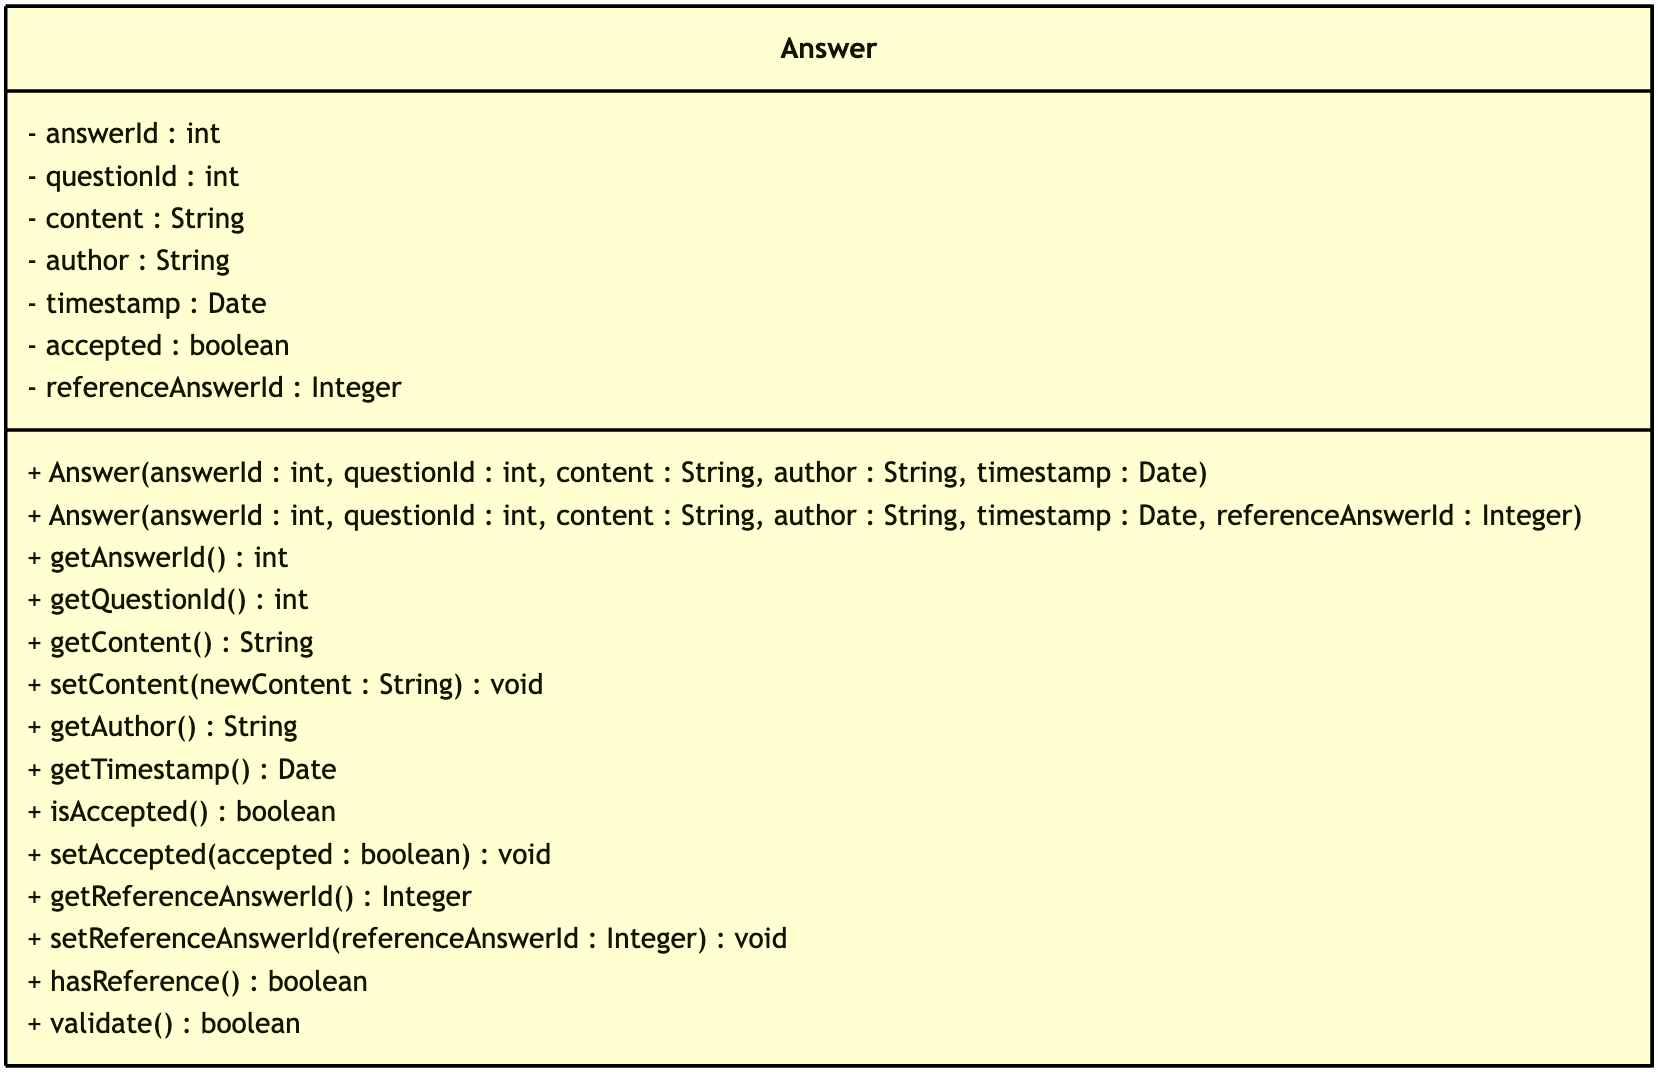 Answer
- answerId : int
- questionId : int
- content : String
- author : String
- timestamp : Date
- accepted : boolean
- referenceAnswerId : Integer
+ Answer(answerId : int, questionId : int, content : String, author : String, timestamp : Date)
+ Answer(answerId : int, questionId : int, content : String, author : String, timestamp : Date, referenceAnswerId : Integer)
+ getAnswerId() : int
+ getQuestionId() : int
+ getContent() : String
+ setContent(newContent : String) : void
+ getAuthor() : String
+ getTimestamp() : Date
+ isAccepted() : boolean
+ setAccepted(accepted : boolean) : void
+ getReferenceAnswerId() : Integer
+ setReferenceAnswerId(referenceAnswerId : Integer) : void
+ hasReference() : boolean
+ validate() : boolean